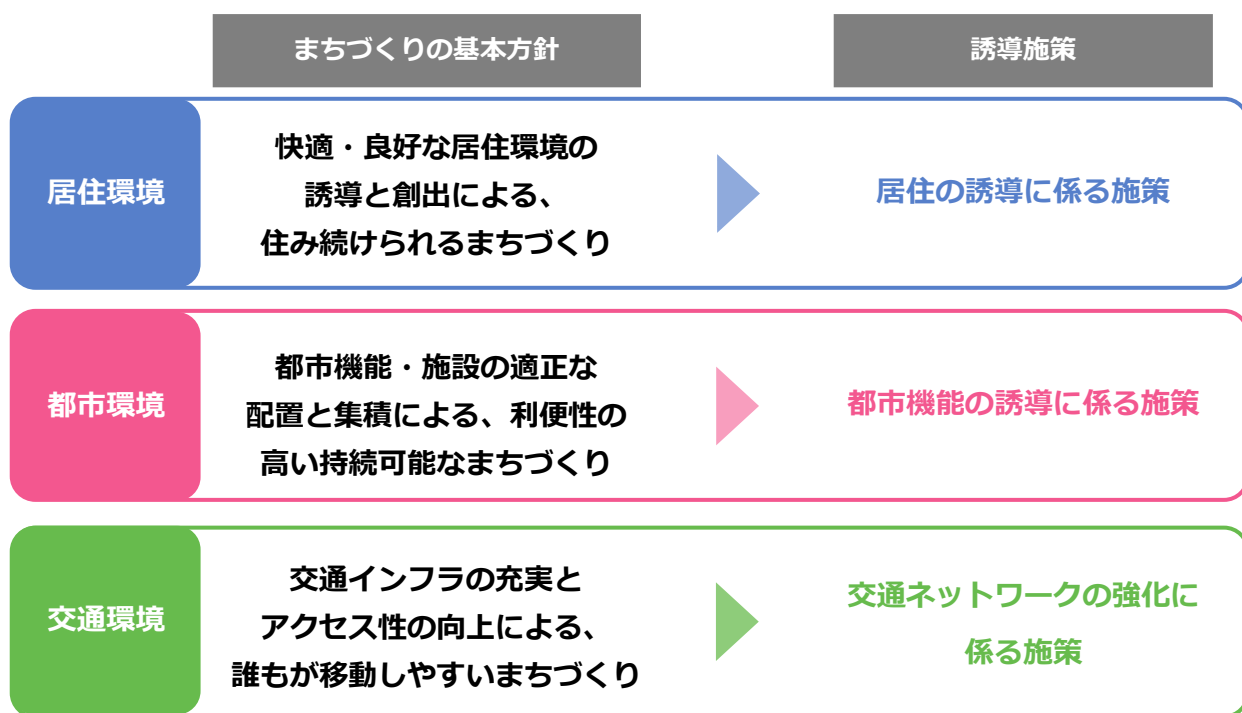 まちづくりの基本方針
誘導施策
居住環境
快適・良好な居住環境の
誘導と創出による、
住み続けられるまちづくり
居住の誘導に係る施策
都市環境
都市機能・施設の適正な
配置と集積による、利便性の
高い持続可能なまちづくり
都市機能の誘導に係る施策
交通環境
交通インフラの充実と
アクセス性の向上による、
誰もが移動しやすいまちづくり
交通ネットワークの強化に
係る施策